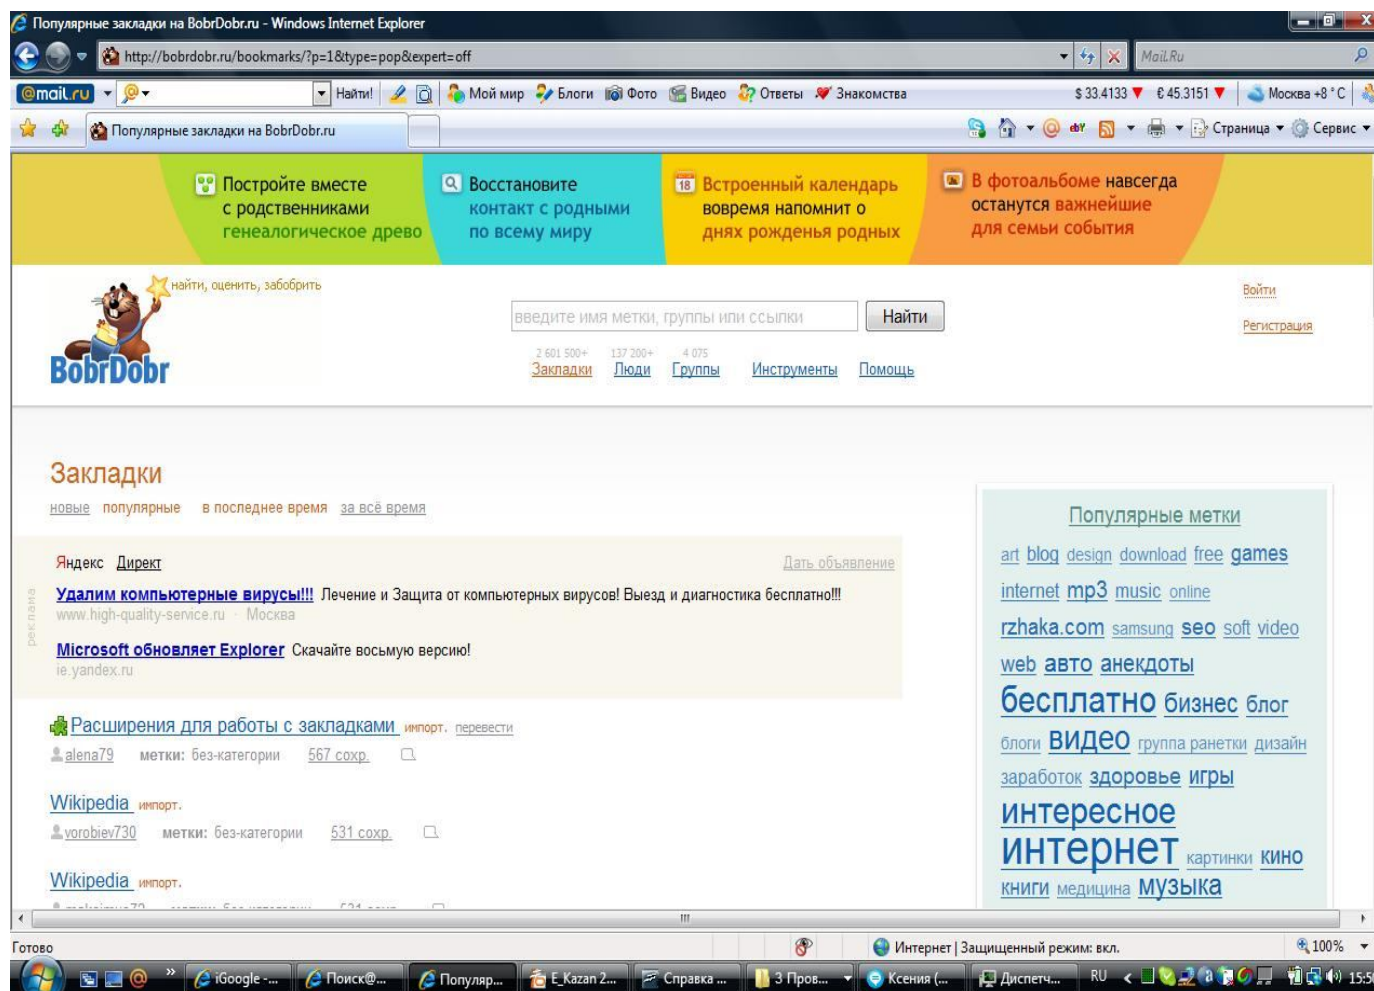 Популярные закладки на BobrDobr.ru - Windows Internet Explorer
http://bobrdobr.ru/bookmarks/?p=1&type=pop&expert=off
Mail.Ru
@mail.ru Найти! Мой мир Блоги Фото Видео Ответы Знакомства $ 33.4133 € 45.3151 Москва +8 °C
Популярные закладки на BobrDobr.ru
Страница Сервис
Постройте вместе
с родственниками
генеалогическое древо
Восстановите
контакт с родными
по всему миру
18 Встроенный календарь
вовремя напомнит о
днях рожденья родных
В фотоальбоме навсегда
останутся важнейшие
для семьи события
найти, оценить, забобрить
BobrDobr
введите имя метки, группы или ссылки Найти
Войти
Регистрация
2 601 500+ 137 200+ 4 075
Закладки Люди Группы Инструменты Помощь
Закладки
новые популярные в последнее время за всё время
реклама
Яндекс Директ Дать объявление
Удалим компьютерные вирусы!!! Лечение и Защита от компьютерных вирусов! Выезд и диагностика бесплатно!!!
www.high-quality-service.ru · Москва
Microsoft обновляет Explorer Скачайте восьмую версию!
ie.yandex.ru
Расширения для работы с закладками импорт. перевести
alena79 метки: без-категории 567 сохр.
Wikipedia импорт.
vorobiev730 метки: без-категории 531 сохр.
Wikipedia импорт.
Популярные метки
art blog design download free games
internet mp3 music online
rzhaka.com samsung seo soft video
web авто анекдоты
бесплатно бизнес блог
блоги видео группа ранетки дизайн
заработок здоровье игры
интересное
интернет картинки кино
книги медицина музыка
Готово
Интернет | Защищенный режим: вкл.
100%
iGoogle -... Поиск@... Популяр... E_Kazan 2... Справка ... 3 Пров... Ксения (... Диспетч... RU